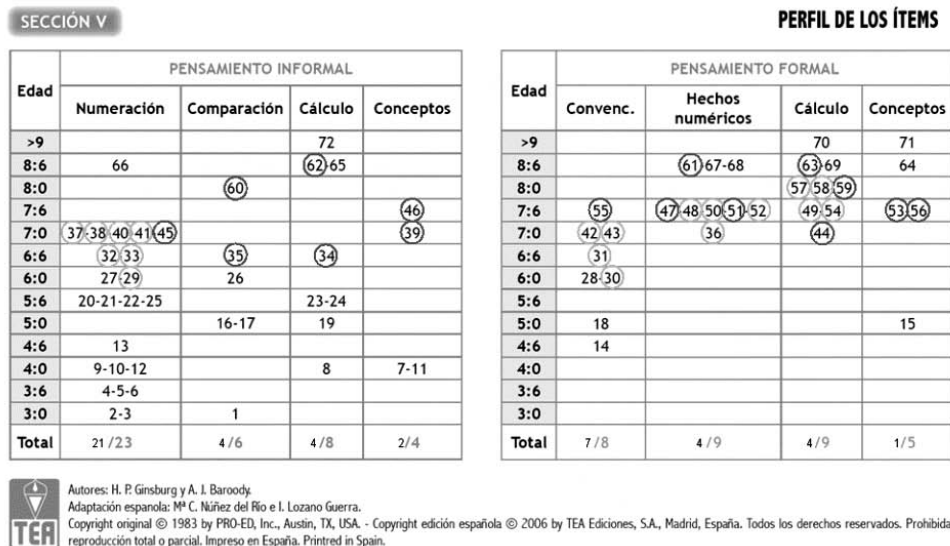 SECCIÓN V
PERFIL DE LOS ÍTEMS
Edad PENSAMIENTO INFORMAL
Numeración Comparación Cálculo Conceptos
>9 72
8:6 66 62-65
8:0 60
7:6 46
7:0 37-38-40-41-45 39
6:6 32-33 35 34
6:0 27-29 26
5:6 20-21-22-25 23-24
5:0 16-17 19
4:6 13
4:0 9-10-12 8 7-11
3:6 4-5-6
3:0 2-3 1
Total 21/23 4/6 4/8 2/4
Edad PENSAMIENTO FORMAL
Convenc. Hechos numéricos Cálculo Conceptos
>9 70 71
8:6 61-67-68 63-69 64
8:0 57-58-59
7:6 55 47-48-50-51-52 49-54 53-56
7:0 42-43 36 44
6:6 31
6:0 28-30
5:6
5:0 18 15
4:6 14
4:0
3:6
3:0
Total 7/8 4/9 4/9 1/5
TEA
Autores: H. P. Ginsburg y A. J. Baroody.
Adaptación espanola: Mª C. Núñez del Río e I. Lozano Guerra.
Copyright original © 1983 by PRO-ED, Inc., Austin, TX, USA. - Copyright edición española © 2006 by TEA Ediciones, S.A., Madrid, España. Todos los derechos reservados. Prohibida
reproducción total o parcial. Impreso en España. Printred in Spain.